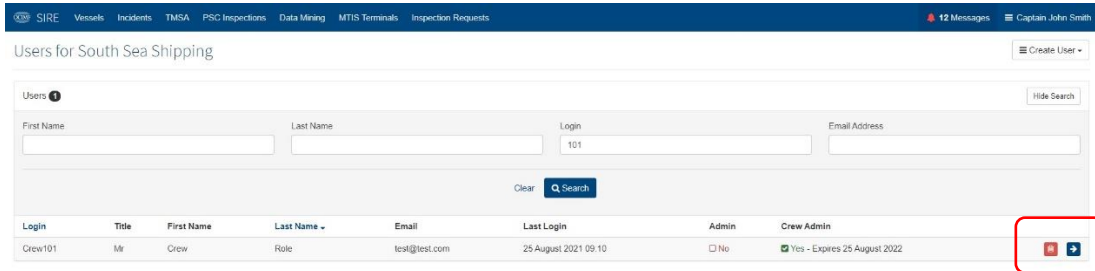 OCIMF SIRE Vessels Incidents TMSA PSC Inspections Data Mining MTIS Terminals Inspection Requests 12 Messages Captain John Smith
Users for South Sea Shipping Create User
Users 1 Hide Search
First Name Last Name Login Email Address
101
Clear Search
Login Title First Name Last Name Email Last Login Admin Crew Admin
Crew101 Mr Crew Role test@test.com 25 August 2021 09:10 No Yes - Expires 25 August 2022